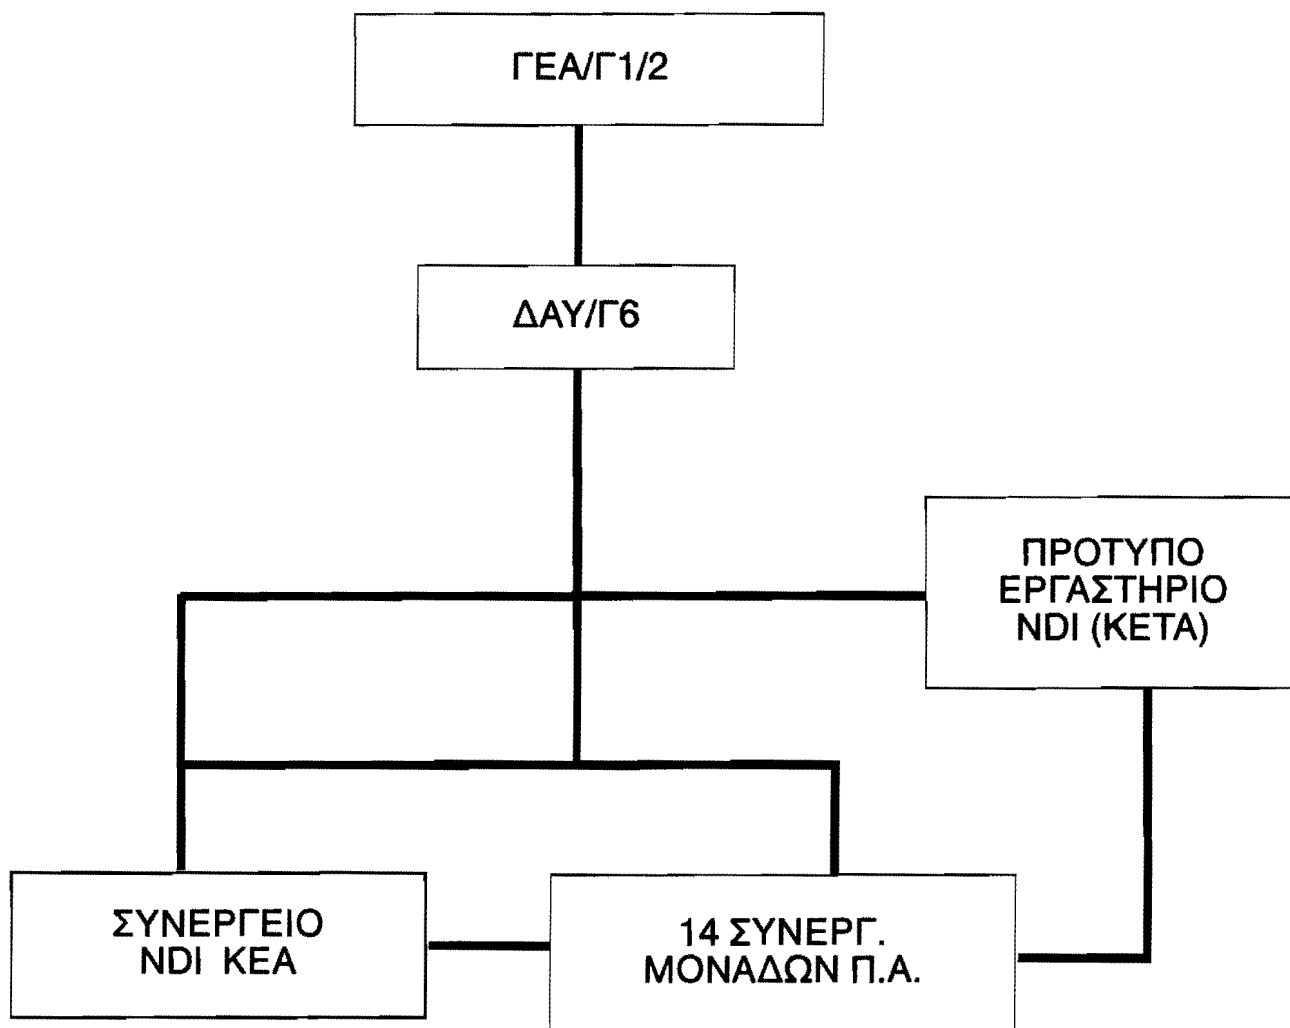 ΓΕΑ/Γ1/2
ΔΑΥ/Γ6
ΠΡΟΤΥΠΟ
ΕΡΓΑΣΤΗΡΙΟ
NDI (ΚΕΤΑ)
ΣΥΝΕΡΓΕΙΟ
NDI ΚΕΑ
14 ΣΥΝΕΡΓ.
ΜΟΝΑΔΩΝ Π.Α.